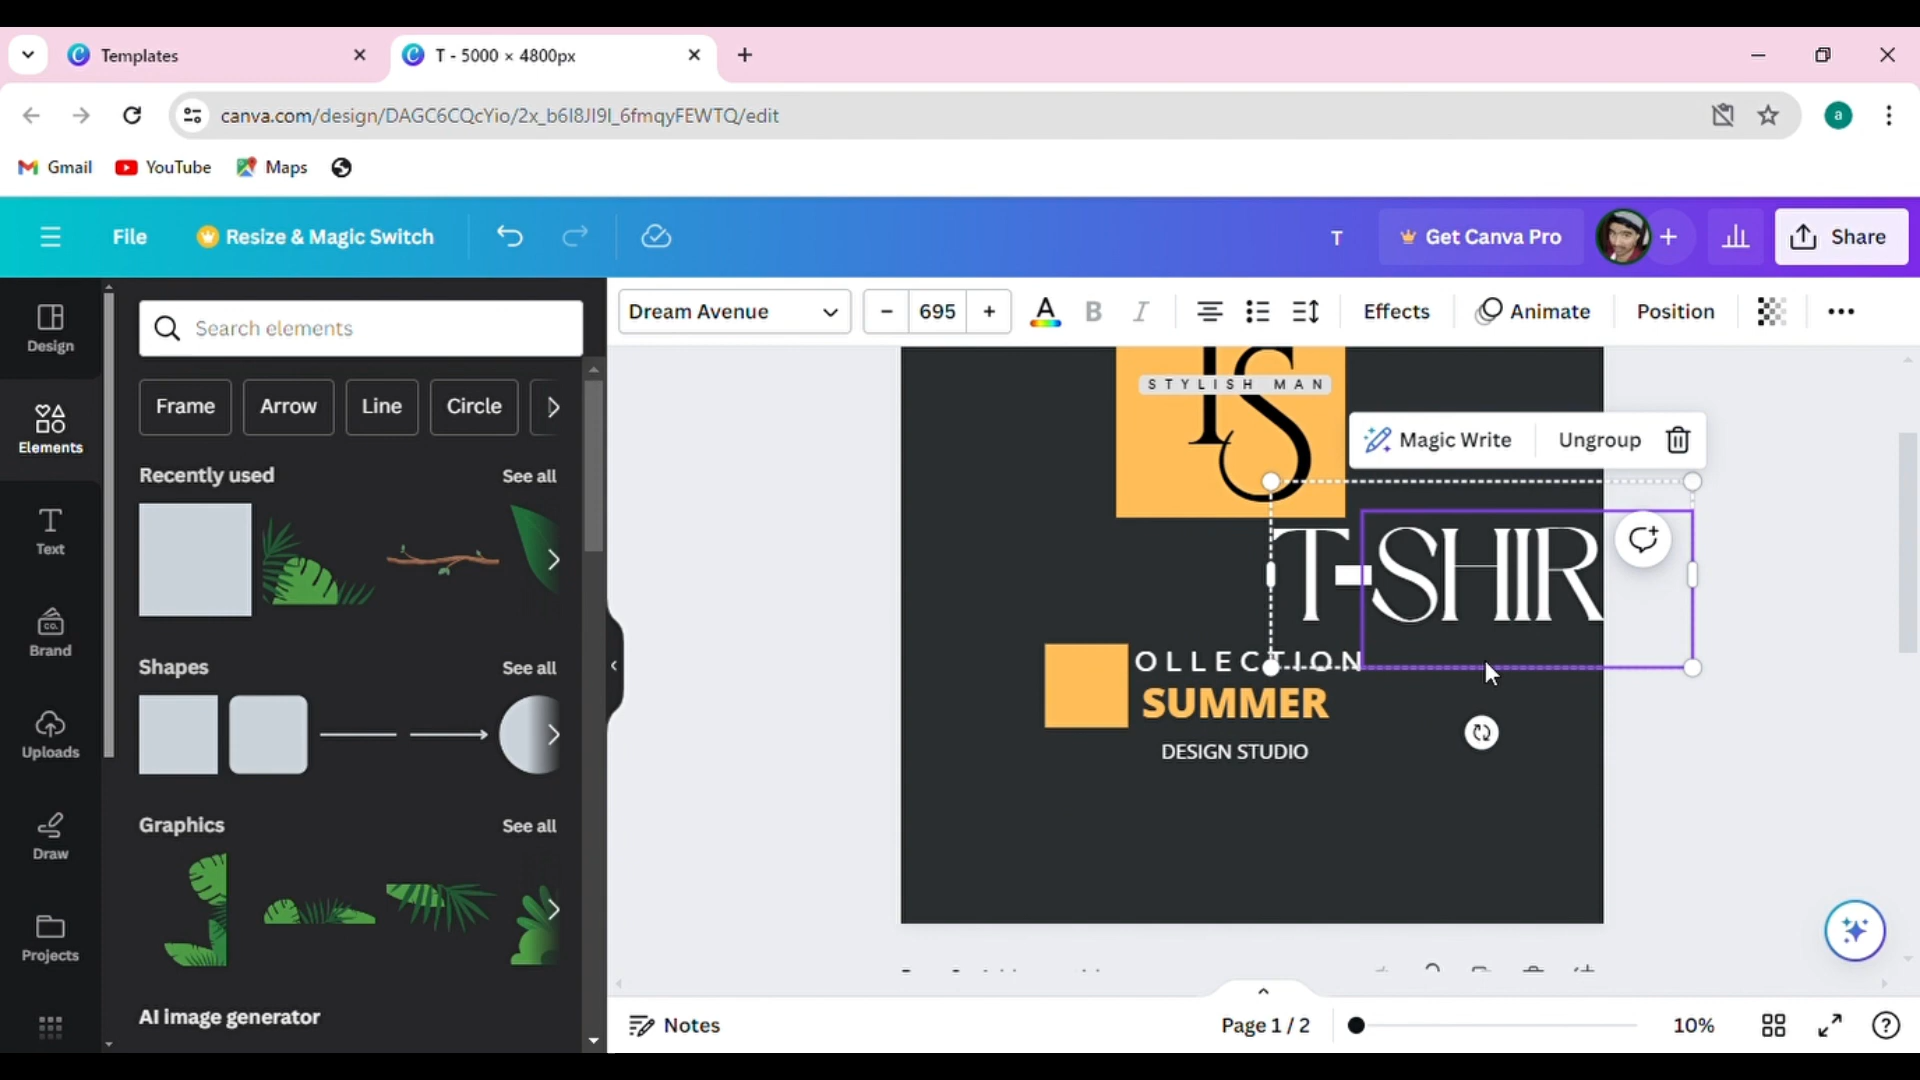 Templates
T - 5000 × 4800px
canva.com/design/DAGC6CQcYio/2x_b6I8JI9I_6fmqyFEWTQ/edit
a
Gmail
YouTube
Maps
File
Resize & Magic Switch
T
Get Canva Pro
Share
Design
Elements
Text
Brand
Uploads
Draw
Projects
Search elements
Frame
Arrow
Line
Circle
Recently used
See all
Shapes
See all
Graphics
See all
AI image generator
Dream Avenue
- 695 +
A
B
I
Effects
Animate
Position
TS
STYLISH MAN
Magic Write
Ungroup
T-SHIR
OLLECTION
SUMMER
DESIGN STUDIO
Notes
Page 1 / 2
10%